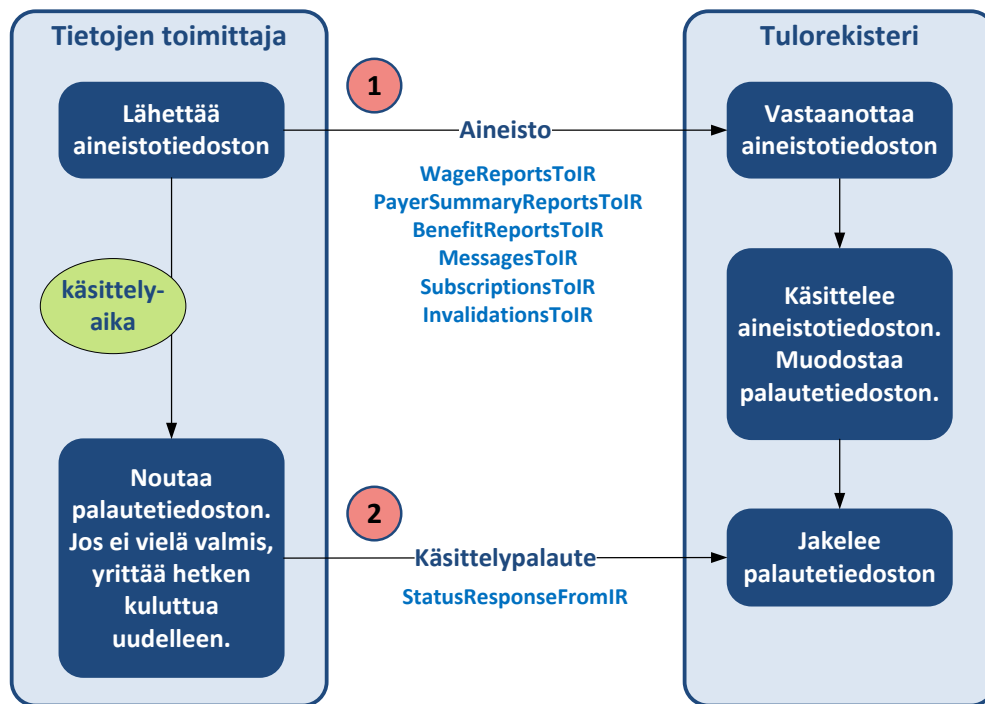 Tietojen toimittaja
Lähettää
aineistotiedoston
käsittely-
aika
Noutaa
palautetiedoston.
Jos ei vielä valmis,
yrittää hetken
kuluttua
uudelleen.
1
Aineisto
WageReportsToIR
PayerSummaryReportsToIR
BenefitReportsToIR
MessagesToIR
SubscriptionsToIR
InvalidationsToIR
2
Käsittelypalaute
StatusResponseFromIR
Tulorekisteri
Vastaanottaa
aineistotiedoston
Käsittelee
aineistotiedoston.
Muodostaa
palautetiedoston.
Jakelee
palautetiedoston